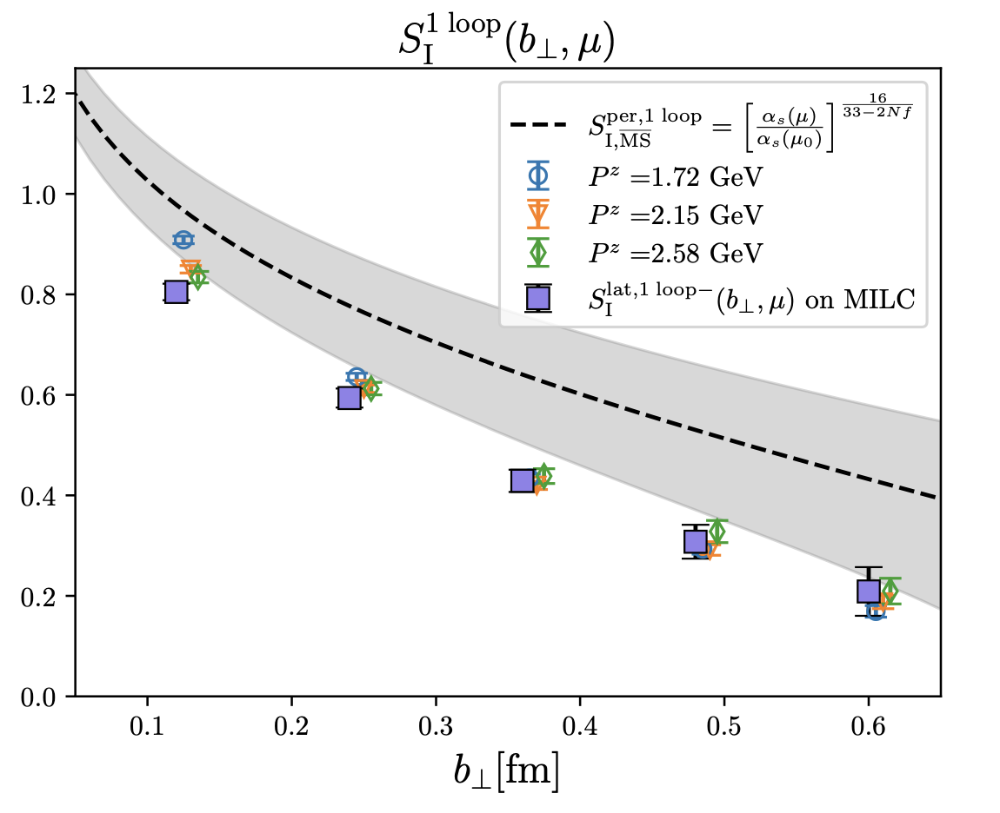 S_I^{1 loop}(b_⊥, μ)
1.2
1.0
0.8
0.6
0.4
0.2
0.0
S_{I,\overline{MS}}^{per,1 loop} = [α_s(μ)/α_s(μ_0)]^{16/(33−2Nf)}
P^z =1.72 GeV
P^z =2.15 GeV
P^z =2.58 GeV
S_I^{lat,1 loop−}(b_⊥, μ) on MILC
0.1 0.2 0.3 0.4 0.5 0.6
b_⊥[fm]